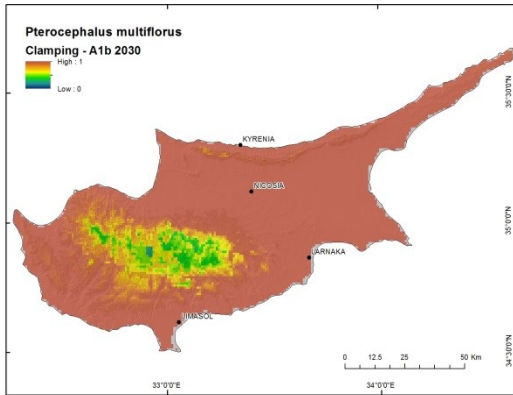 Pterocephalus multiflorus
Clamping - A1b 2030
High : 1
Low : 0
KYRENIA
NICOSIA
LARNAKA
LIMASOL
35°30'0"N
35°0'0"N
34°30'0"N
0 12.5 25 50 Km
33°0'0"E
34°0'0"E